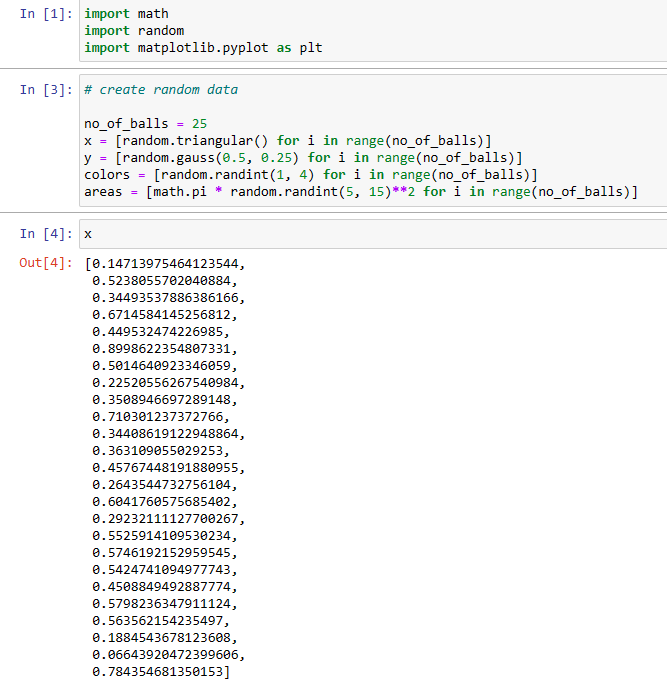 In [1]: import math
import random
import matplotlib.pyplot as plt
In [3]: # create random data
no_of_balls = 25
x = [random.triangular() for i in range(no_of_balls)]
y = [random.gauss(0.5, 0.25) for i in range(no_of_balls)]
colors = [random.randint(1, 4) for i in range(no_of_balls)]
areas = [math.pi * random.randint(5, 15)**2 for i in range(no_of_balls)]
In [4]: x
Out[4]: [0.14713975464123544,
0.5238055702040884,
0.34493537886386166,
0.6714584145256812,
0.449532474226985,
0.8998622354807331,
0.5014640923346059,
0.22520556267540984,
0.3508946697289148,
0.710301237372766,
0.34408619122948864,
0.363109055029253,
0.45767448191880955,
0.2643544732756104,
0.6041760575685402,
0.29232111127700267,
0.5525914109530234,
0.5746192152959545,
0.5424741094977743,
0.4508849492887774,
0.5798236347911124,
0.563562154235497,
0.1884543678123608,
0.06643920472399606,
0.784354681350153]